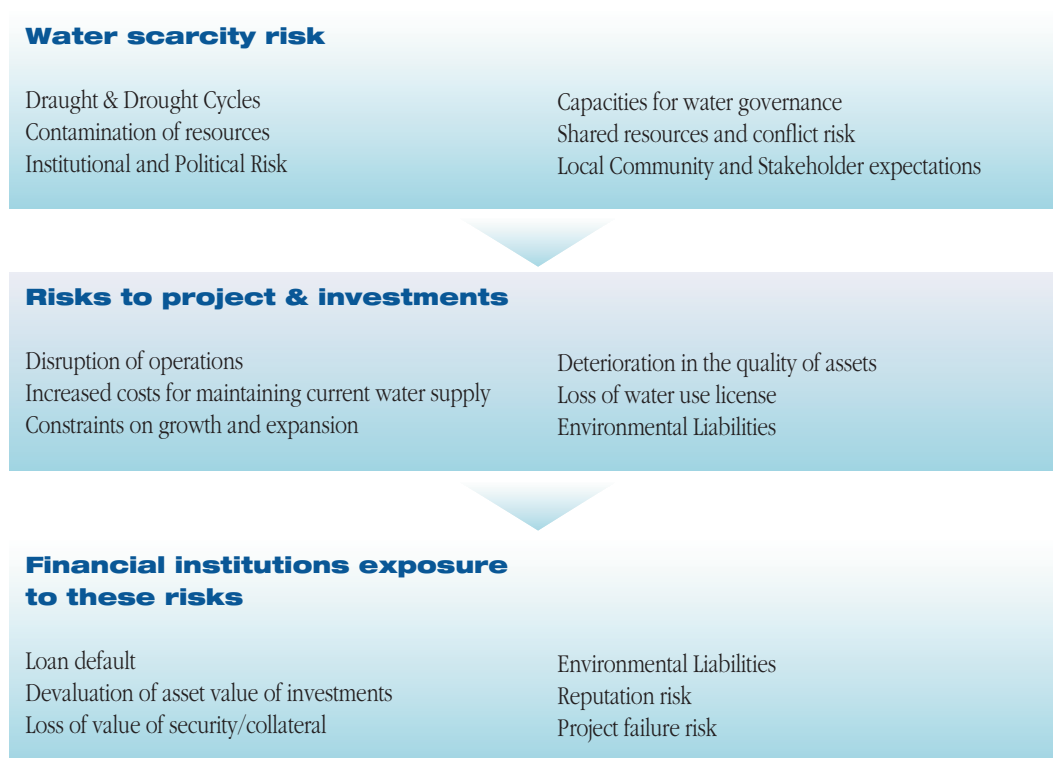 Water scarcity risk
Draught & Drought Cycles
Contamination of resources
Institutional and Political Risk
Capacities for water governance
Shared resources and conflict risk
Local Community and Stakeholder expectations
Risks to project & investments
Disruption of operations
Increased costs for maintaining current water supply
Constraints on growth and expansion
Deterioration in the quality of assets
Loss of water use license
Environmental Liabilities
Financial institutions exposure
to these risks
Loan default
Devaluation of asset value of investments
Loss of value of security/collateral
Environmental Liabilities
Reputation risk
Project failure risk